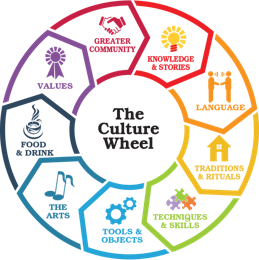 The
Culture
Wheel
GREATER
COMMUNITY
KNOWLEDGE
& STORIES
LANGUAGE
TRADITIONS
& RITUALS
TECHNIQUES
& SKILLS
TOOLS &
OBJECTS
THE
ARTS
FOOD
& DRINK
VALUES